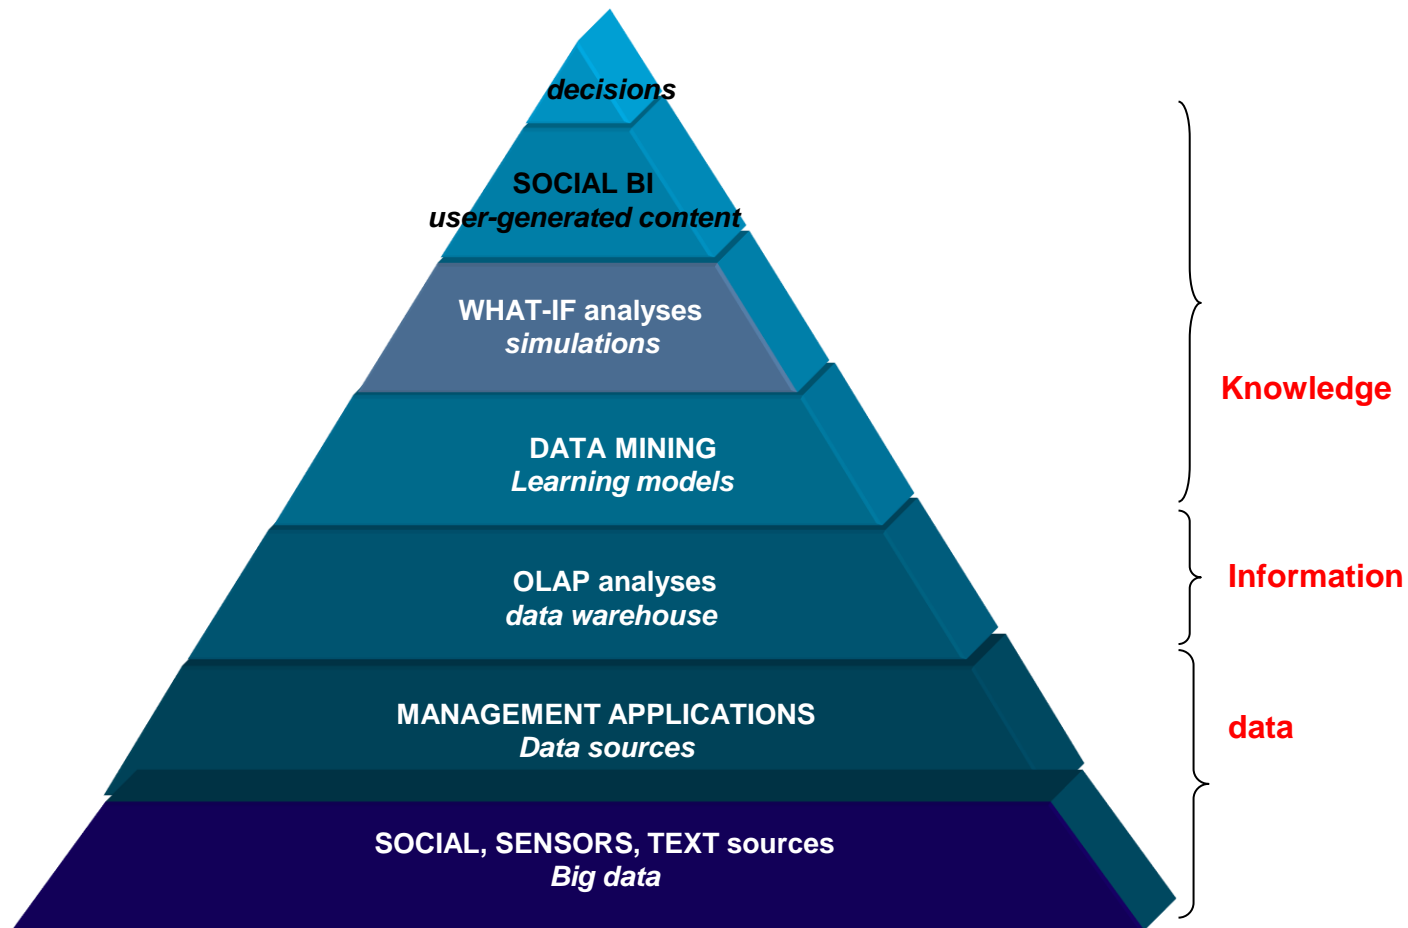 decisions
SOCIAL BI
user-generated content
WHAT-IF analyses
simulations
Knowledge
DATA MINING
Learning models
OLAP analyses
data warehouse
Information
MANAGEMENT APPLICATIONS
Data sources
data
SOCIAL, SENSORS, TEXT sources
Big data